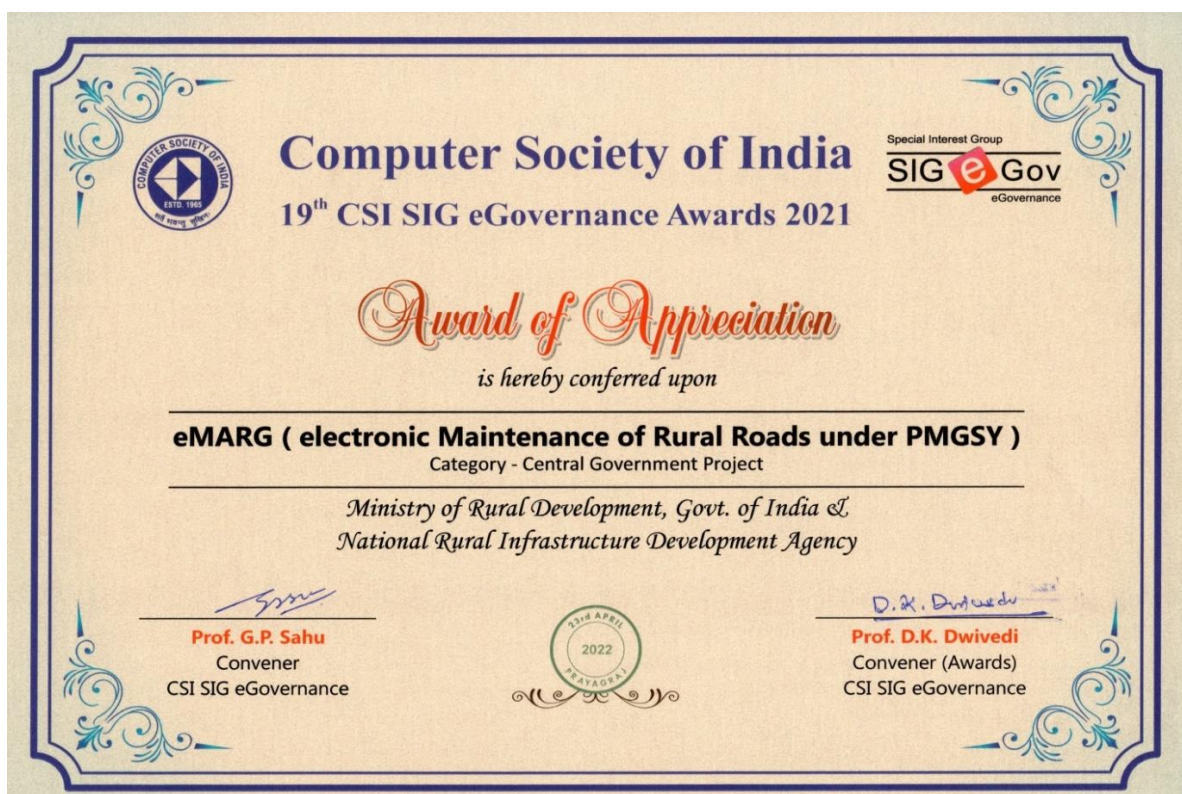 COMPUTER SOCIETY OF INDIA
ESTD. 1965
Computer Society of India
19th CSI SIG eGovernance Awards 2021
Special Interest Group
SIG e Gov
eGovernance
Award of Appreciation
is hereby conferred upon
eMARG ( electronic Maintenance of Rural Roads under PMGSY )
Category - Central Government Project
Ministry of Rural Development, Govt. of India &
National Rural Infrastructure Development Agency
Prof. G.P. Sahu
Convener
CSI SIG eGovernance
23rd APRIL
2022
PRAYAGRAJ
D.K. Dwivedi
Prof. D.K. Dwivedi
Convener (Awards)
CSI SIG eGovernance